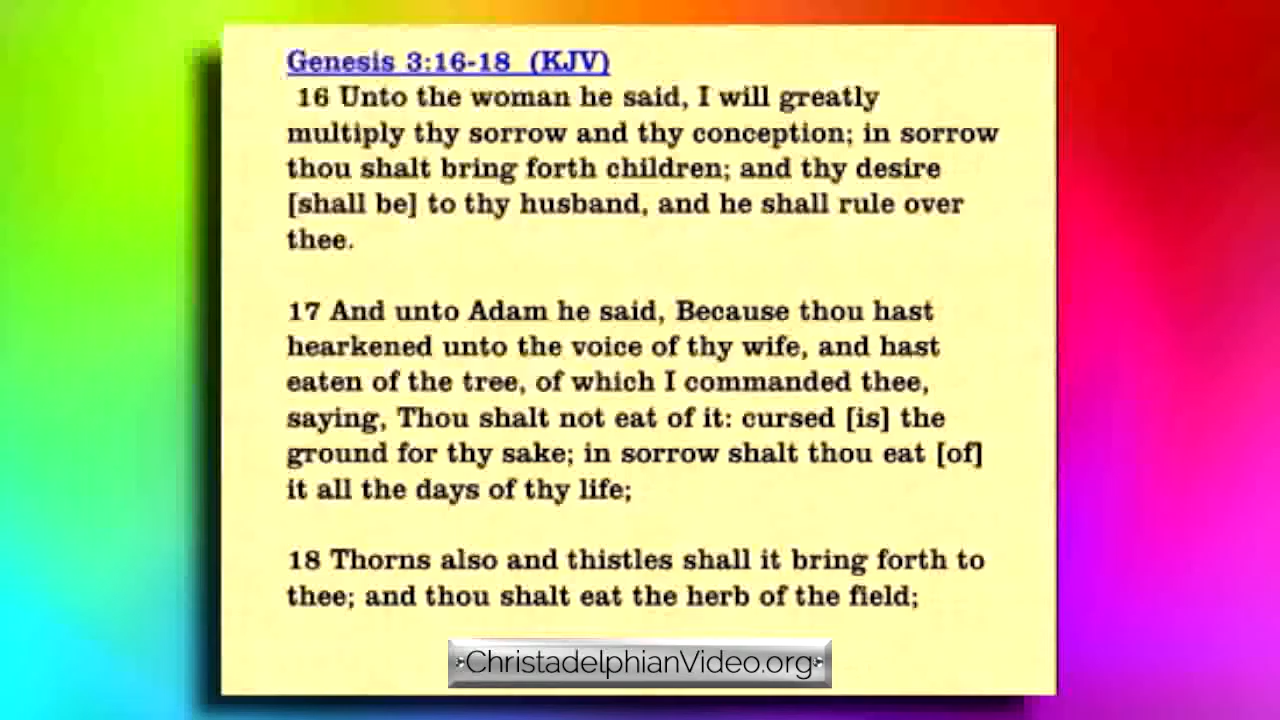 Genesis 3:16-18 (KJV)
16 Unto the woman he said, I will greatly
multiply thy sorrow and thy conception; in sorrow
thou shalt bring forth children; and thy desire
[shall be] to thy husband, and he shall rule over
thee.
17 And unto Adam he said, Because thou hast
hearkened unto the voice of thy wife, and hast
eaten of the tree, of which I commanded thee,
saying, Thou shalt not eat of it: cursed [is] the
ground for thy sake; in sorrow shalt thou eat [of]
it all the days of thy life;
18 Thorns also and thistles shall it bring forth to
thee; and thou shalt eat the herb of the field;
ChristadelphianVideo.org